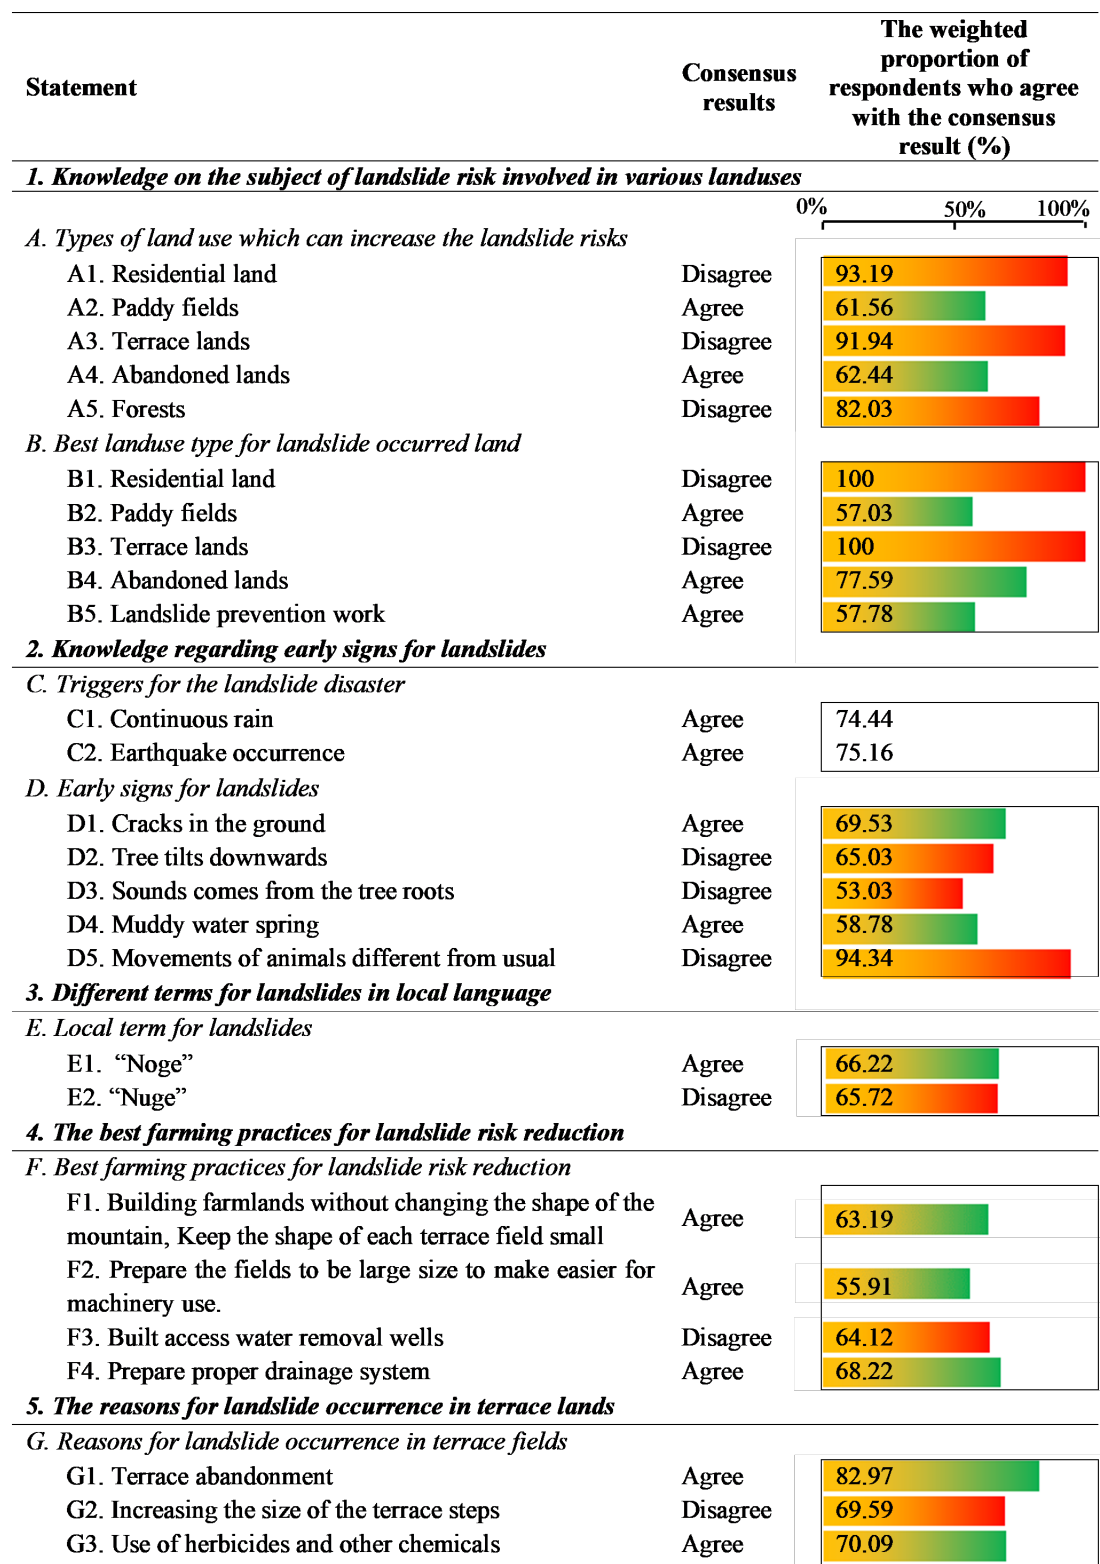 Statement
Consensus results
The weighted proportion of respondents who agree with the consensus result (%)
1. Knowledge on the subject of landslide risk involved in various landuses
0% 50% 100%
A. Types of land use which can increase the landslide risks
A1. Residential land Disagree 93.19
A2. Paddy fields Agree 61.56
A3. Terrace lands Disagree 91.94
A4. Abandoned lands Agree 62.44
A5. Forests Disagree 82.03
B. Best landuse type for landslide occurred land
B1. Residential land Disagree 100
B2. Paddy fields Agree 57.03
B3. Terrace lands Disagree 100
B4. Abandoned lands Agree 77.59
B5. Landslide prevention work Agree 57.78
2. Knowledge regarding early signs for landslides
C. Triggers for the landslide disaster
C1. Continuous rain Agree 74.44
C2. Earthquake occurrence Agree 75.16
D. Early signs for landslides
D1. Cracks in the ground Agree 69.53
D2. Tree tilts downwards Disagree 65.03
D3. Sounds comes from the tree roots Disagree 53.03
D4. Muddy water spring Agree 58.78
D5. Movements of animals different from usual Disagree 94.34
3. Different terms for landslides in local language
E. Local term for landslides
E1. “Noge” Agree 66.22
E2. “Nuge” Disagree 65.72
4. The best farming practices for landslide risk reduction
F. Best farming practices for landslide risk reduction
F1. Building farmlands without changing the shape of the
mountain, Keep the shape of each terrace field small Agree 63.19
F2. Prepare the fields to be large size to make easier for
machinery use. Agree 55.91
F3. Built access water removal wells Disagree 64.12
F4. Prepare proper drainage system Agree 68.22
5. The reasons for landslide occurrence in terrace lands
G. Reasons for landslide occurrence in terrace fields
G1. Terrace abandonment Agree 82.97
G2. Increasing the size of the terrace steps Disagree 69.59
G3. Use of herbicides and other chemicals Agree 70.09